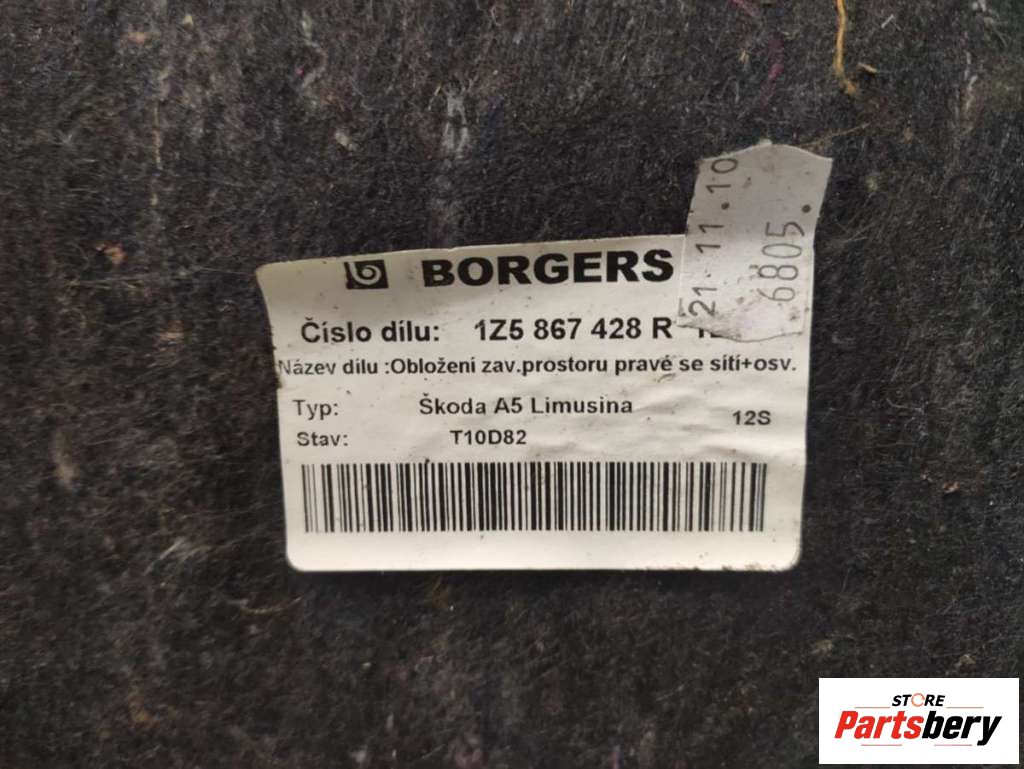 BORGERS
Číslo dílu: 1Z5 867 428 R
Název dílu :Obložení zav.prostoru pravé se sítí+osv.
Typ: Škoda A5 Limusina
12S
Stav: T10D82
21.11.10
6805.
STORE
Partsbery